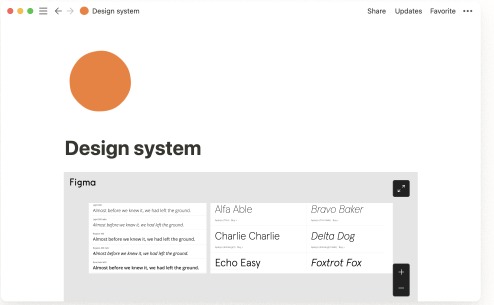 Design system
Share Updates Favorite
Design system
Figma
Almost before we knew it, we had left the ground.
Almost before we knew it, we had left the ground.
Almost before we knew it, we had left the ground.
Almost before we knew it, we had left the ground.
Almost before we knew it, we had left the ground.
Alfa Able
Bravo Baker
Charlie Charlie
Delta Dog
Echo Easy
Foxtrot Fox